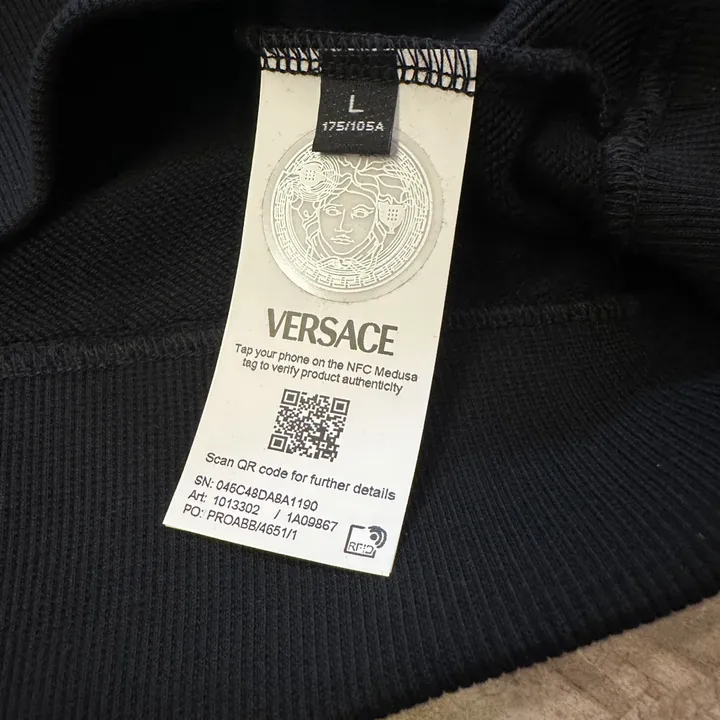 L
175/105A
VERSACE
Tap your phone on the NFC Medusa
tag to verify product authenticity
Scan QR code for further details
SN: 045C48DA8A1190
Art: 1013302 / 1A09867
PO: PROABB/4651/1
RFID